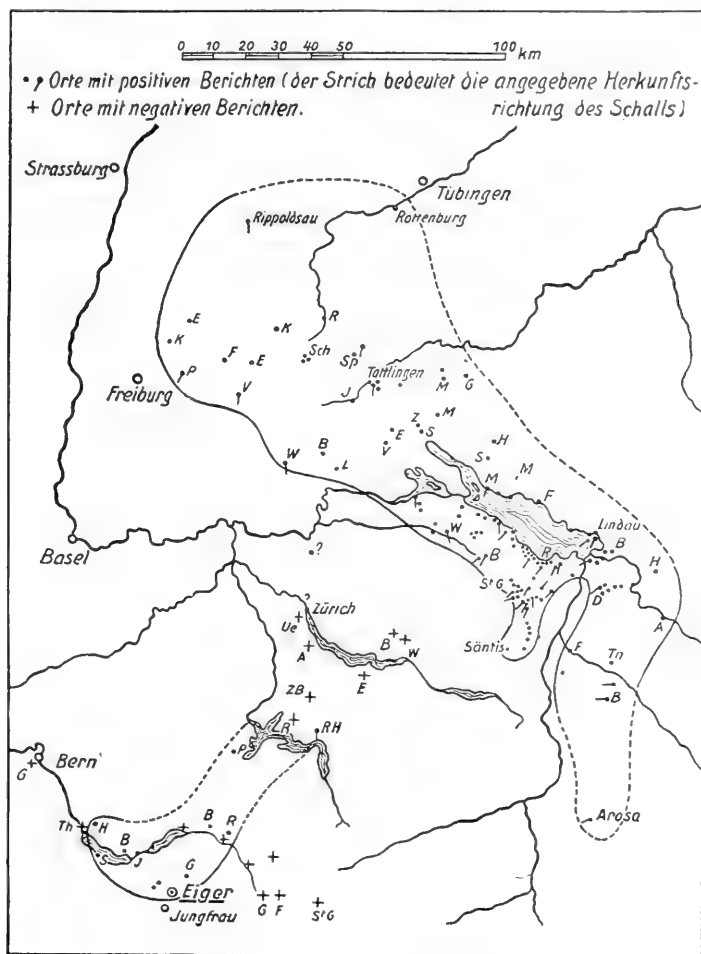 0 10 20 30 40 100 km
• Orte mit positiven Berichten (der Strich bedeutet die angegebene Herkunfts-
+ Orte mit negativen Berichten. richtung des Schalls)
Strassburg
Tübingen
Rottenburg
Rippoldsau
E
K
K
R
F
E
Sch
Sp
Freiburg
P
V
Tattlingen
M
G
J
M
Z
S
E
V
H
S
B
W
L
M
M
F
Basel
?
W
B
V
R
H
Lindau
B
H
St G
D
A
Säntis
F
Tn
B
Zürich
Ue
A
B
W
E
ZB
R
RH
P
Bern
G
Th
H
B
R
S
B
J
G
Eiger
Jungfrau
G
F
St G
Arosa